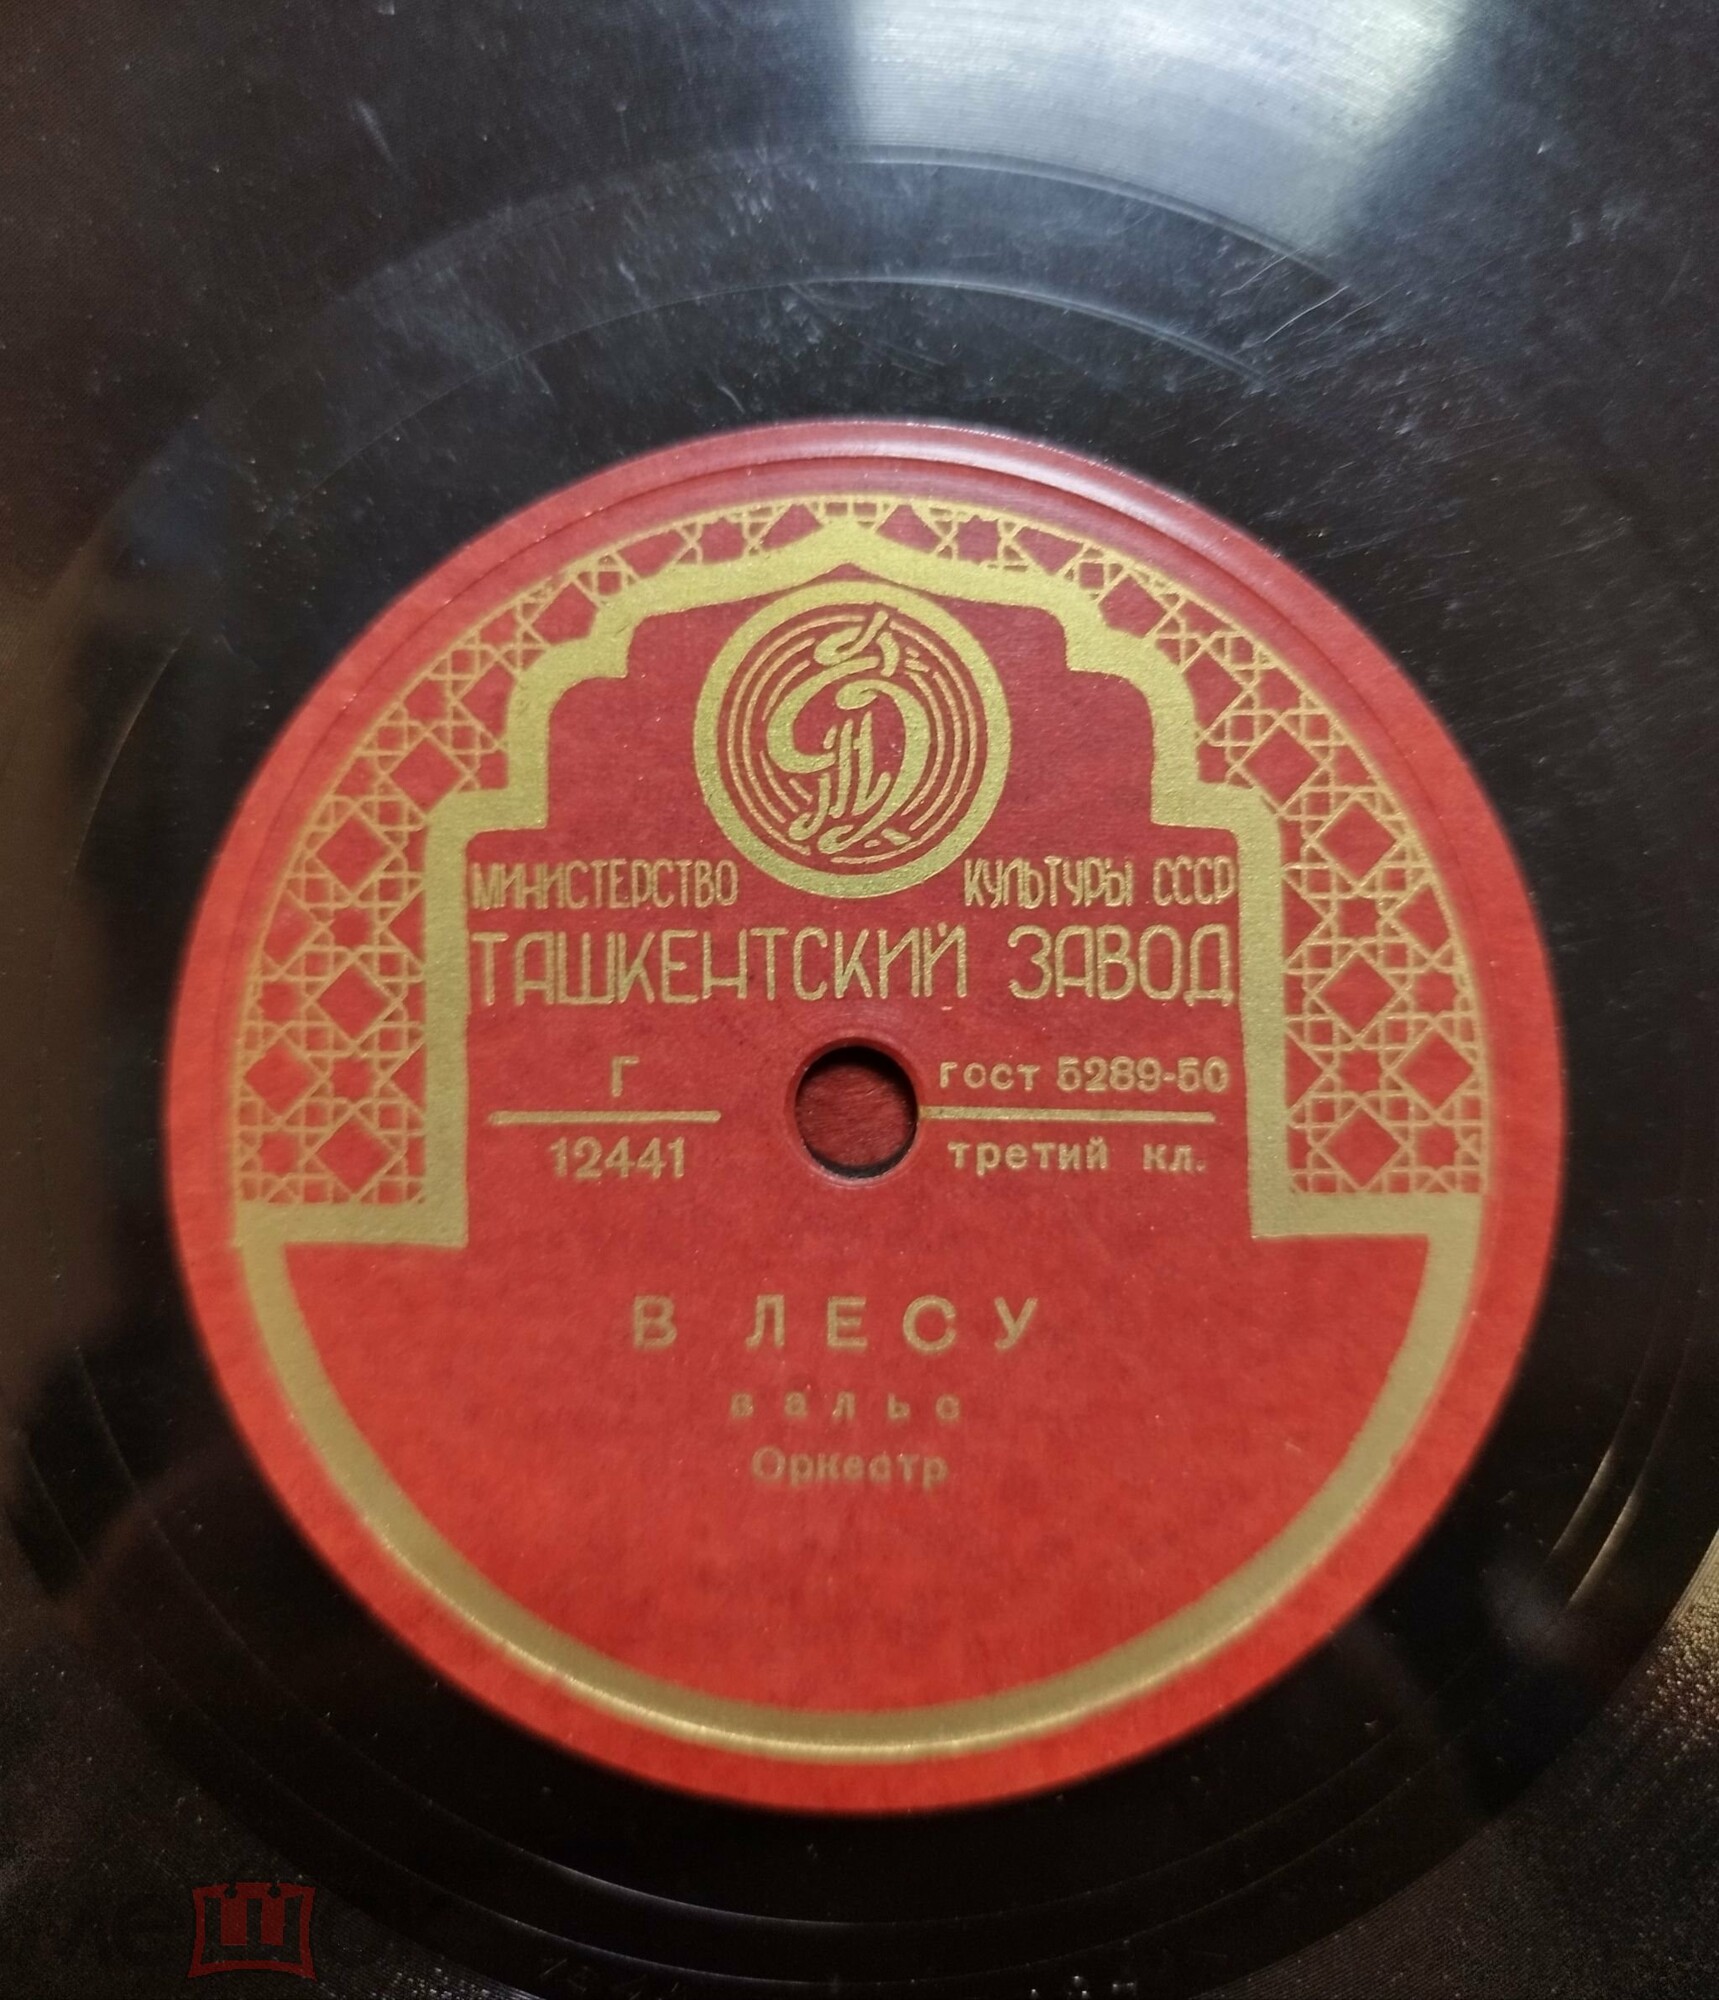 МИНИСТЕРСТВО КУЛЬТУРЫ СССР
ТАШКЕНТСКИЙ ЗАВОД
Г
12441
гост 5289-50
третий кл.
В ЛЕСУ
вальс
Оркестр